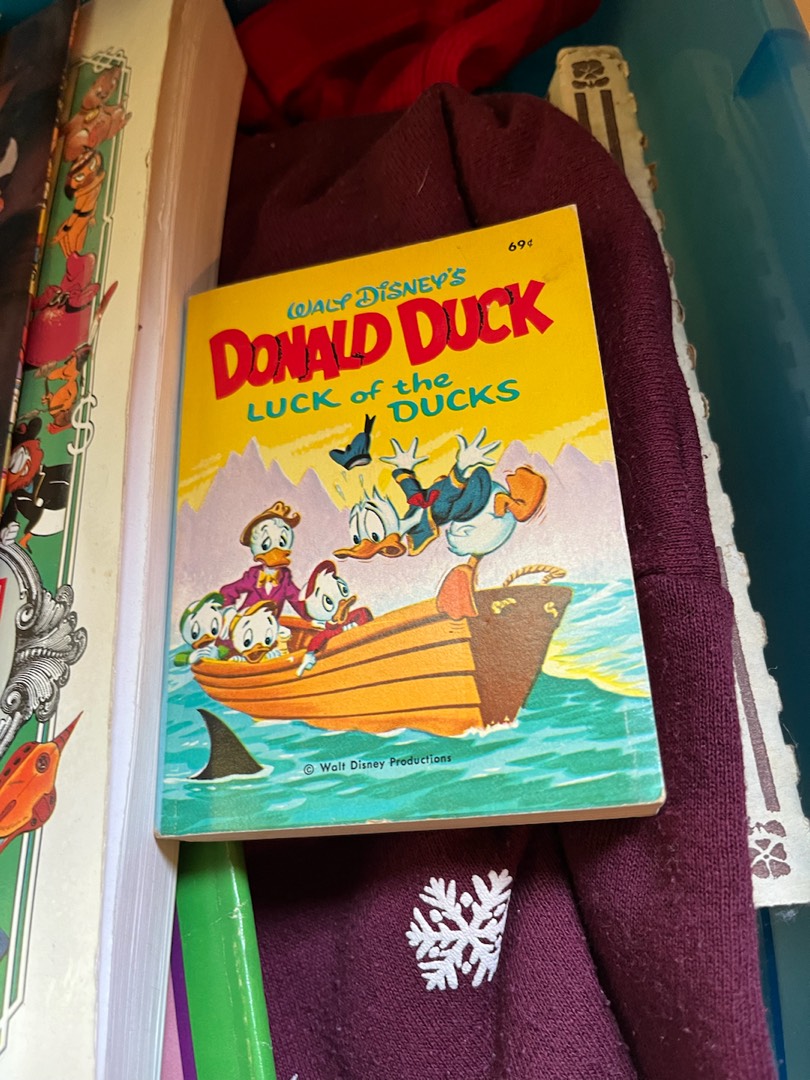 69¢
WALT DISNEY'S
DONALD DUCK
LUCK of the
DUCKS
© Walt Disney Productions
$